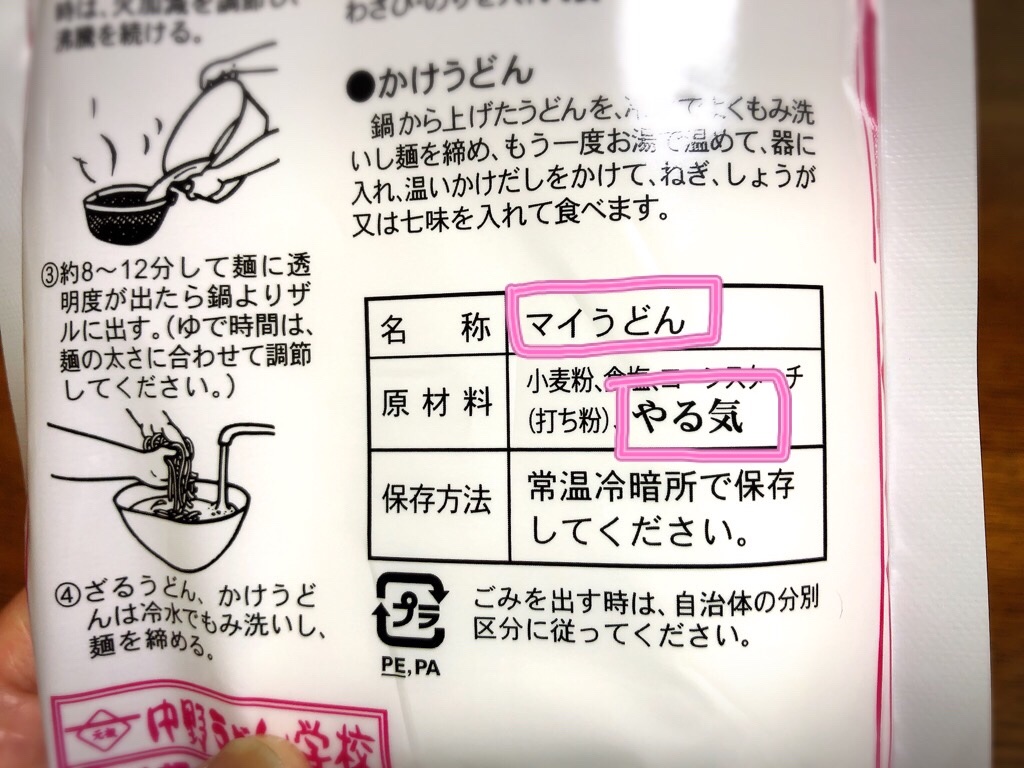 時は、火加減を調節し、
沸騰を続ける。
③約8～12分して麺に透
明度が出たら鍋よりザ
ルに出す。(ゆで時間は、
麺の太さに合わせて調節
してください。)
④ざるうどん、かけうど
んは冷水でもみ洗いし、
麺を締める。
中野うどん学校
●かけうどん
鍋から上げたうどんを、でよくもみ洗
いし麺を締め、もう一度お湯で温めて、器に
入れ、温いかけだしをかけて、ねぎ、しょうが
又は七味を入れて食べます。
名称 マイうどん
原材料 小麦粉、食塩、コーンスターチ
(打ち粉)、やる気
保存方法 常温冷暗所で保存
してください。
プラ
PE,PA
ごみを出す時は、自治体の分別
区分に従ってください。